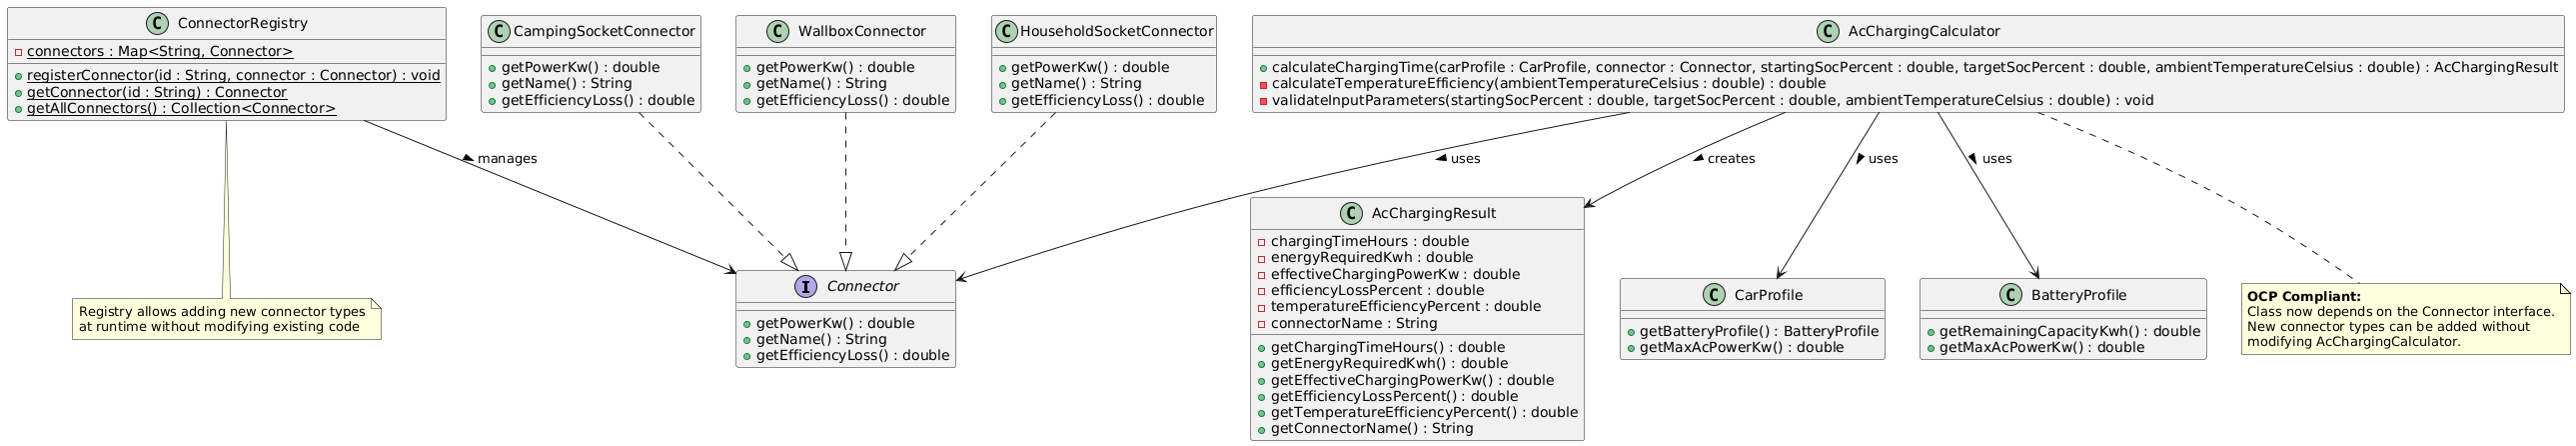 C ConnectorRegistry
connectors : Map<String, Connector>
registerConnector(id : String, connector : Connector) : void
getConnector(id : String) : Connector
getAllConnectors() : Collection<Connector>
C CampingSocketConnector
getPowerKw() : double
getName() : String
getEfficiencyLoss() : double
C WallboxConnector
getPowerKw() : double
getName() : String
getEfficiencyLoss() : double
C HouseholdSocketConnector
getPowerKw() : double
getName() : String
getEfficiencyLoss() : double
C AcChargingCalculator
calculateChargingTime(carProfile : CarProfile, connector : Connector, startingSocPercent : double, targetSocPercent : double, ambientTemperatureCelsius : double) : AcChargingResult
calculateTemperatureEfficiency(ambientTemperatureCelsius : double) : double
validateInputParameters(startingSocPercent : double, targetSocPercent : double, ambientTemperatureCelsius : double) : void
manages
uses
creates
uses
uses
Registry allows adding new connector types
at runtime without modifying existing code
I Connector
getPowerKw() : double
getName() : String
getEfficiencyLoss() : double
C AcChargingResult
chargingTimeHours : double
energyRequiredKwh : double
effectiveChargingPowerKw : double
efficiencyLossPercent : double
temperatureEfficiencyPercent : double
connectorName : String
getChargingTimeHours() : double
getEnergyRequiredKwh() : double
getEffectiveChargingPowerKw() : double
getEfficiencyLossPercent() : double
getTemperatureEfficiencyPercent() : double
getConnectorName() : String
C CarProfile
getBatteryProfile() : BatteryProfile
getMaxAcPowerKw() : double
C BatteryProfile
getRemainingCapacityKwh() : double
getMaxAcPowerKw() : double
OCP Compliant:
Class now depends on the Connector interface.
New connector types can be added without
modifying AcChargingCalculator.